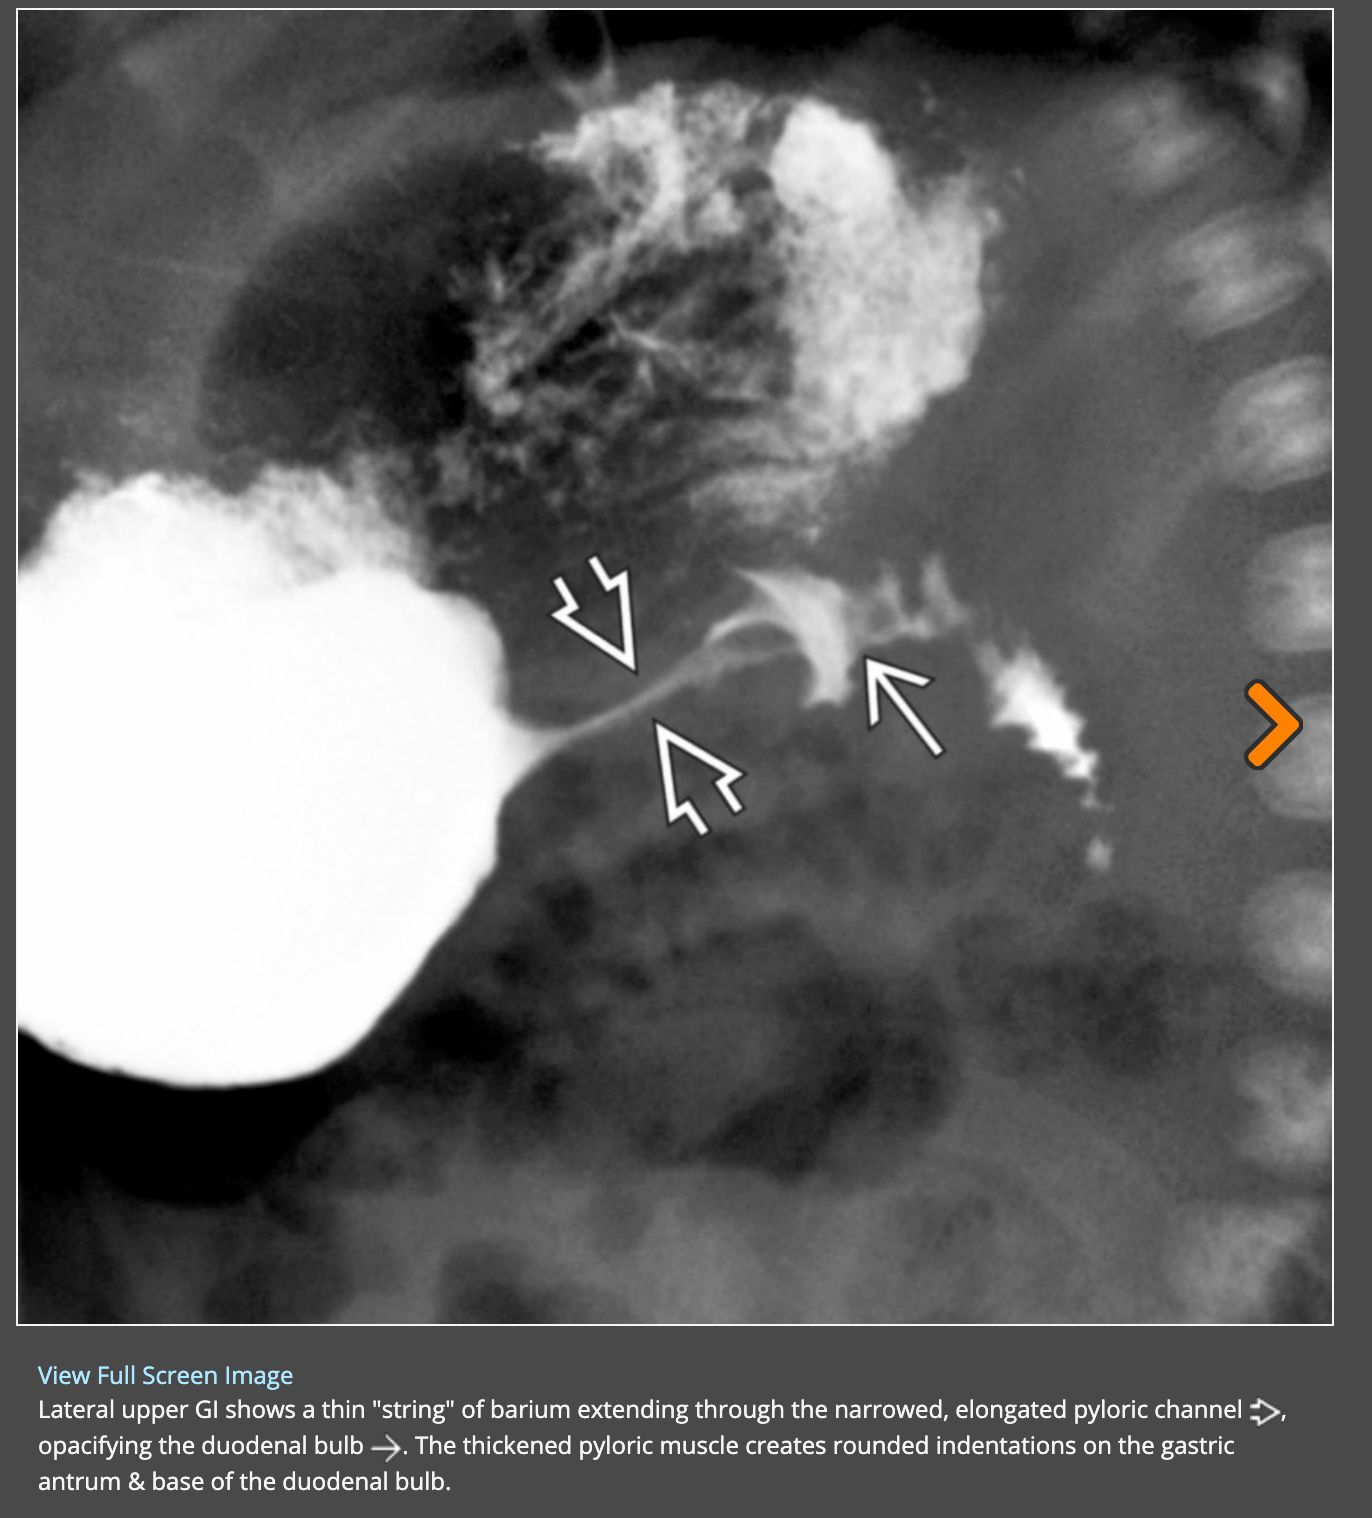 View Full Screen Image
Lateral upper GI shows a thin "string" of barium extending through the narrowed, elongated pyloric channel ,
opacifying the duodenal bulb . The thickened pyloric muscle creates rounded indentations on the gastric
antrum & base of the duodenal bulb.